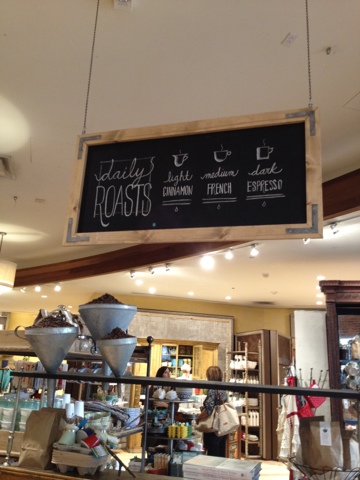 daily
ROASTS
light
CINNAMON
medium
FRENCH
dark
ESPRESSO